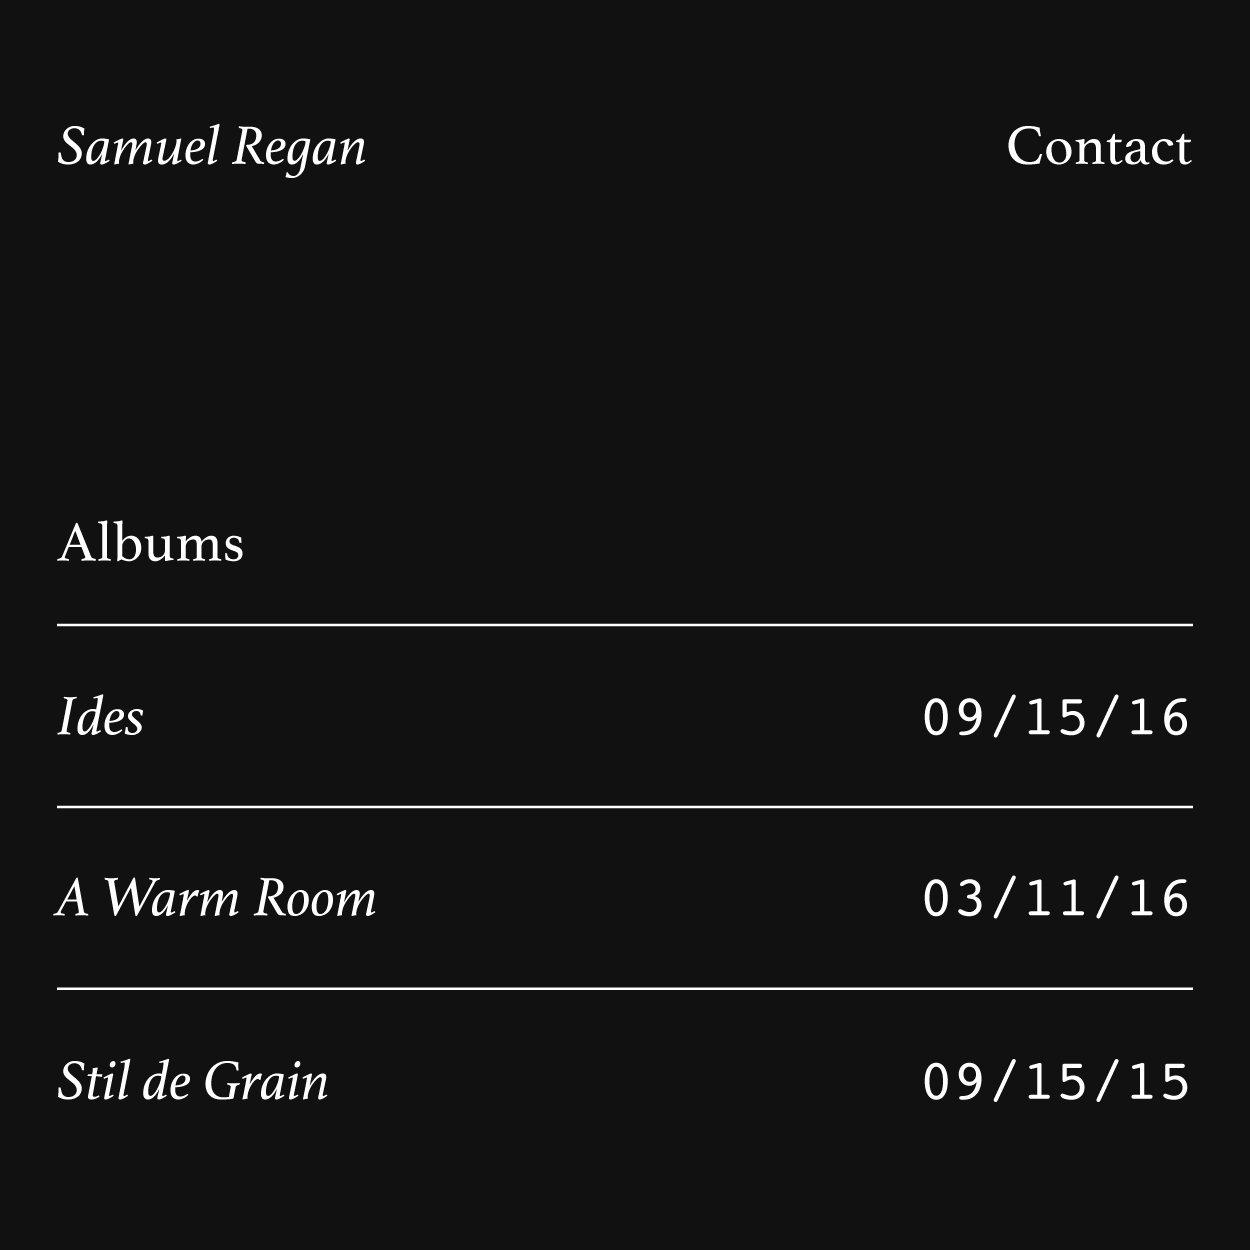 Samuel Regan Contact
Albums
Ides 09/15/16
A Warm Room 03/11/16
Stil de Grain 09/15/15